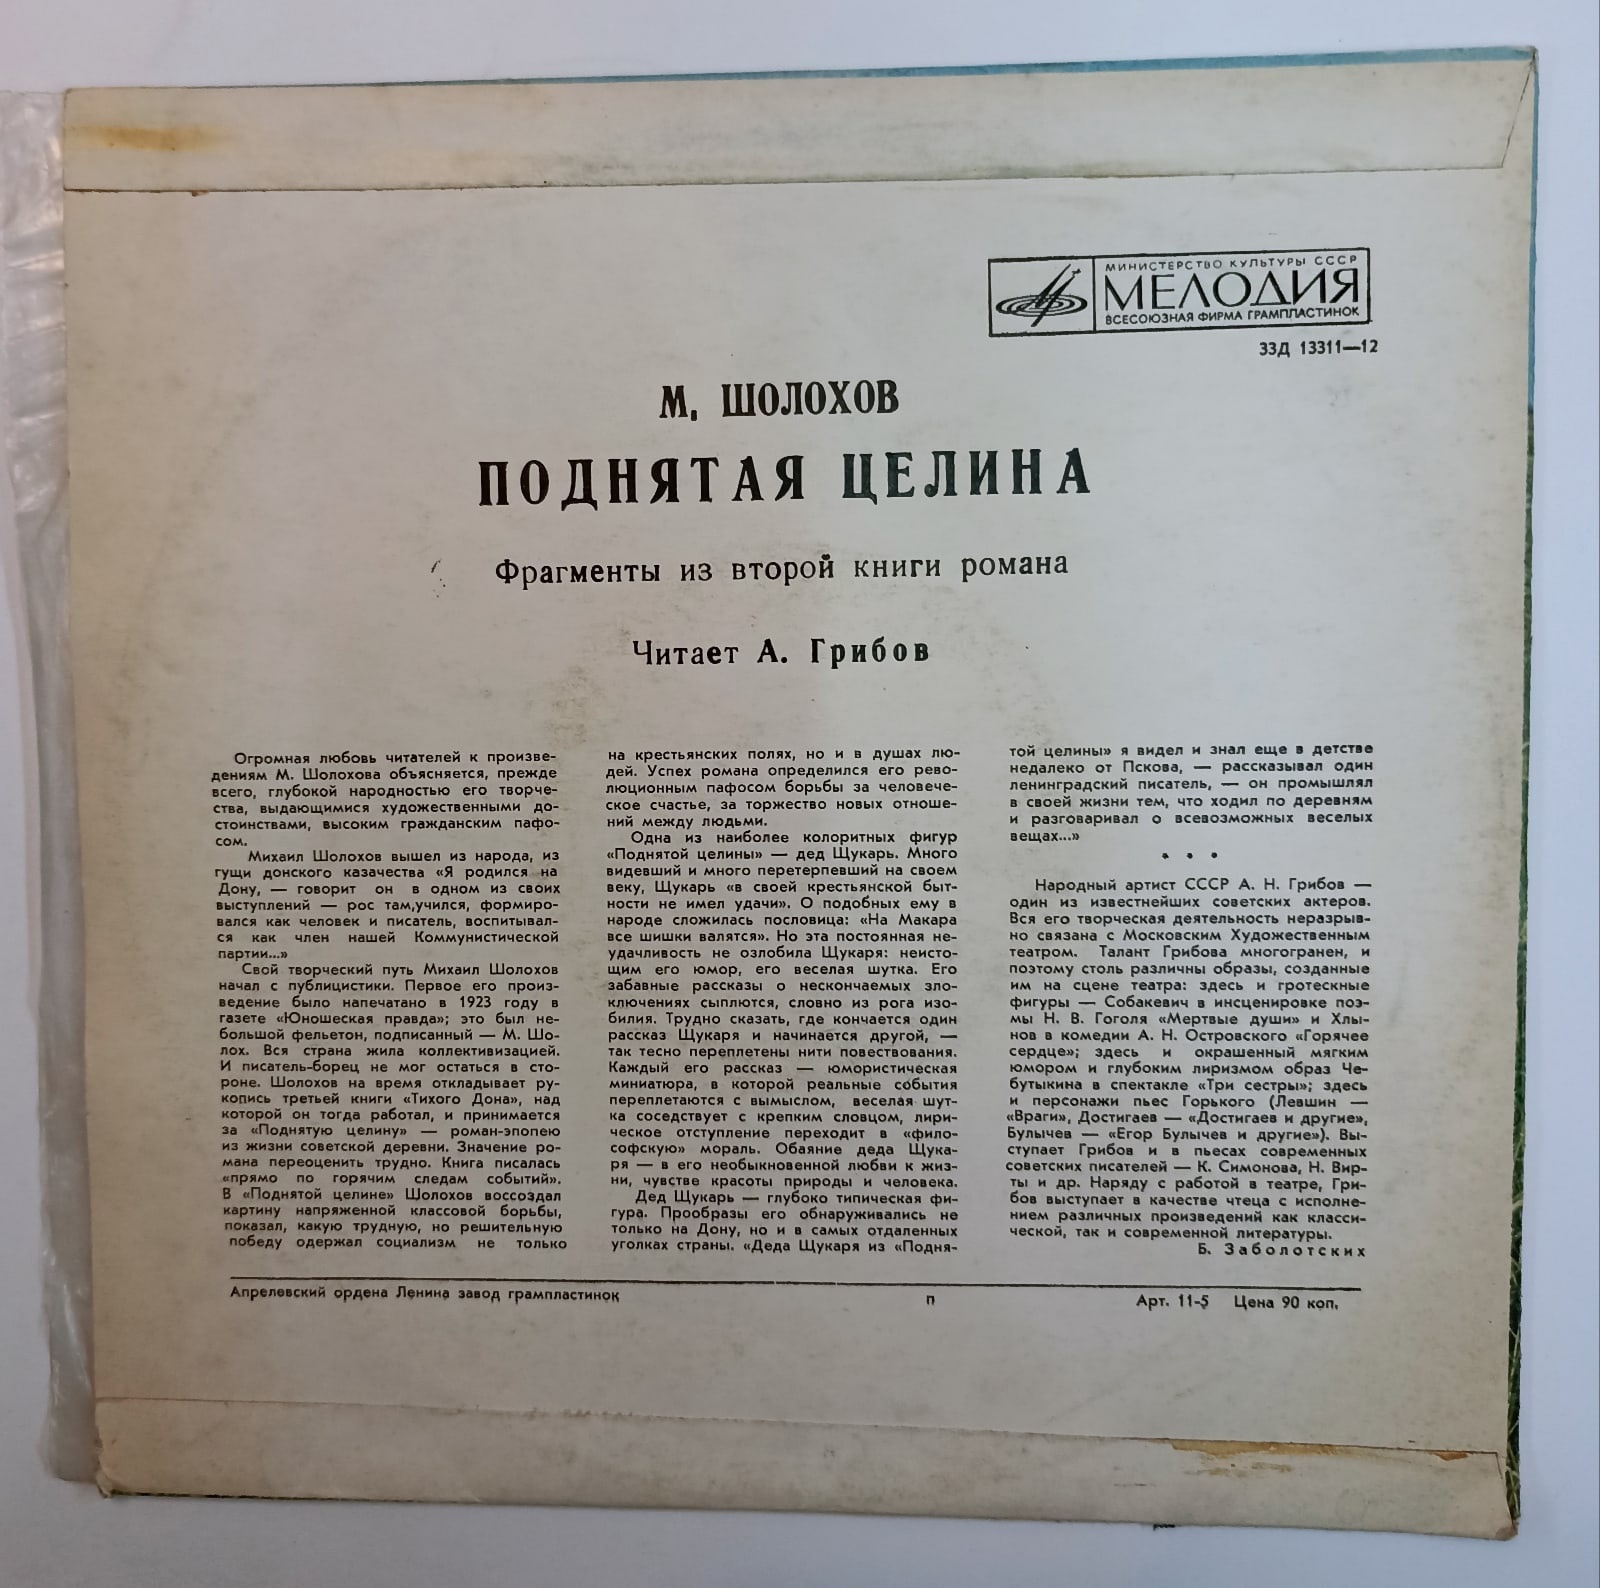 МИНИСТЕРСТВО КУЛЬТУРЫ СССР
МЕЛОДИЯ
ВСЕСОЮЗНАЯ ФИРМА ГРАМПЛАСТИНОК
33Д 13311—12
М. ШОЛОХОВ
ПОДНЯТАЯ ЦЕЛИНА
Фрагменты из второй книги романа
Читает А. Грибов
Огромная любовь читателей к произве-
дениям М. Шолохова объясняется, прежде
всего, глубокой народностью его творче-
ства, выдающимися художественными до-
стоинствами, высоким гражданским пафо-
сом.
Михаил Шолохов вышел из народа, из
гущи донского казачества «Я родился на
Дону, — говорит он в одном из своих
выступлений — рос там,учился, формиро-
вался как человек и писатель, воспитывал-
ся как член нашей Коммунистической
партии...»
Свой творческий путь Михаил Шолохов
начал с публицистики. Первое его произ-
ведение было напечатано в 1923 году в
газете «Юношеская правда»; это был не-
большой фельетон, подписанный — М. Шо-
лох. Вся страна жила коллективизацией.
И писатель-борец не мог остаться в сто-
роне. Шолохов на время откладывает ру-
копись третьей книги «Тихого Дона», над
которой он тогда работал, и принимается
за «Поднятую целину» — роман-эпопею
из жизни советской деревни. Значение ро-
мана переоценить трудно. Книга писалась
«прямо по горячим следам событий».
В «Поднятой целине» Шолохов воссоздал
картину напряженной классовой борьбы,
показал, какую трудную, но решительную
победу одержал социализм не только
на крестьянских полях, но и в душах лю-
дей. Успех романа определился его рево-
люционным пафосом борьбы за человече-
ское счастье, за торжество новых отноше-
ний между людьми.
Одна из наиболее колоритных фигур
«Поднятой целины» — дед Щукарь. Много
видевший и много перетерпевший на своем
веку, Щукарь «в своей крестьянской быт-
ности не имел удачи». О подобных ему в
народе сложилась пословица: «На Макара
все шишки валятся». Но эта постоянная не-
удачливость не озлобила Щукаря: неисто-
щим его юмор, его веселая шутка. Его
забавные рассказы о нескончаемых зло-
ключениях сыплются, словно из рога изо-
билия. Трудно сказать, где кончается один
рассказ Щукаря и начинается другой, —
так тесно переплетены нити повествования.
Каждый его рассказ — юмористическая
миниатюра, в которой реальные события
переплетаются с вымыслом, веселая шут-
ка соседствует с крепким словцом, лири-
ческое отступление переходит в «фило-
софскую» мораль. Обаяние деда Щука-
ря — в его необыкновенной любви к жиз-
ни, чувстве красоты природы и человека.
Дед Щукарь — глубоко типическая фи-
гура. Прообразы его обнаруживались не
только на Дону, но и в самых отдаленных
уголках страны. «Деда Щукаря из «Подня-
той целины» я видел и знал еще в детстве
недалеко от Пскова, — рассказывал один
ленинградский писатель, — он промышлял
в своей жизни тем, что ходил по деревням
и разговаривал о всевозможных веселых
вещах...»
• • •
Народный артист СССР А. Н. Грибов —
один из известнейших советских актеров.
Вся его творческая деятельность неразрыв-
но связана с Московским Художественным
театром. Талант Грибова многогранен, и
поэтому столь различны образы, созданные
им на сцене театра: здесь и гротескные
фигуры — Собакевич в инсценировке поэ-
мы Н. В. Гоголя «Мертвые души» и Хлы-
нов в комедии А. Н. Островского «Горячее
сердце»; здесь и окрашенный мягким
юмором и глубоким лиризмом образ Че-
бутыкина в спектакле «Три сестры»; здесь
и персонажи пьес Горького (Левшин —
«Враги», Достигаев — «Достигаев и другие»,
Булычев — «Егор Булычев и другие»). Вы-
ступает Грибов и в пьесах современных
советских писателей — К. Симонова, Н. Вир-
ты и др. Наряду с работой в театре, Гри-
бов выступает в качестве чтеца с исполне-
нием различных произведений как класси-
ческой, так и современной литературы.
Б. Заболотских
Апрелевский ордена Ленина завод грампластинок
п
Арт. 11-5 Цена 90 коп.